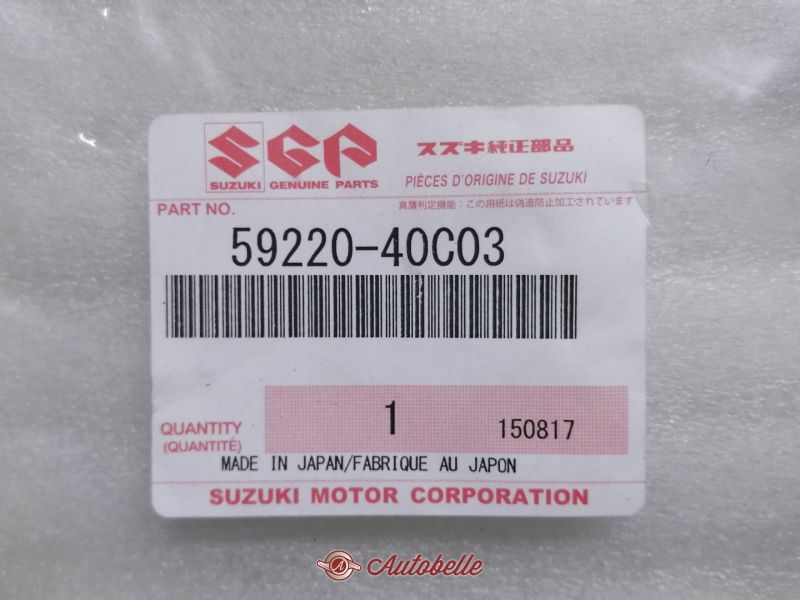 SGP
スズキ純正部品
SUZUKI GENUINE PARTS
PIÈCES D'ORIGINE DE SUZUKI
PART NO.
真贋判定機能:この用紙は偽造防止加工されています
59220-40C03
QUANTITY
(QUANTITÉ)
1
150817
MADE IN JAPAN/FABRIQUE AU JAPON
SUZUKI MOTOR CORPORATION
Autobelle